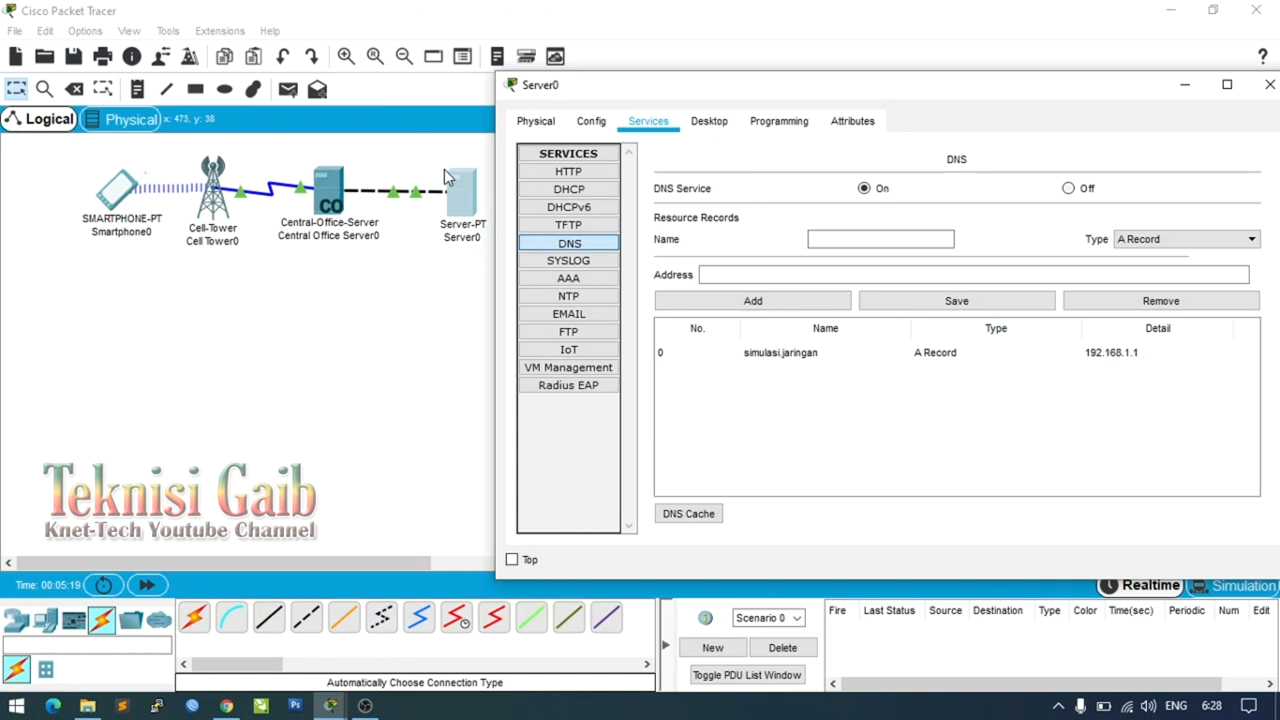 Cisco Packet Tracer
File Edit Options View Tools Extensions Help
Logical
Physical
x: 473, y: 38
SMARTPHONE-PT
Smartphone0
Cell-Tower
Cell Tower0
CO
Central-Office-Server
Central Office Server0
Server-PT
Server0
Teknisi Gaib
Knet-Tech Youtube Channel
Server0
Physical Config Services Desktop Programming Attributes
SERVICES
HTTP
DHCP
DHCPv6
TFTP
DNS
SYSLOG
AAA
NTP
EMAIL
FTP
IoT
VM Management
Radius EAP
DNS
DNS Service On Off
Resource Records
Name Type A Record
Address
Add Save Remove
No. Name Type Detail
0 simulasi.jaringan A Record 192.168.1.1
DNS Cache
Top
Time: 00:05:19
Realtime Simulation
Automatically Choose Connection Type
Scenario 0
New Delete
Toggle PDU List Window
Fire Last Status Source Destination Type Color Time(sec) Periodic Num Edit
ENG 6:28